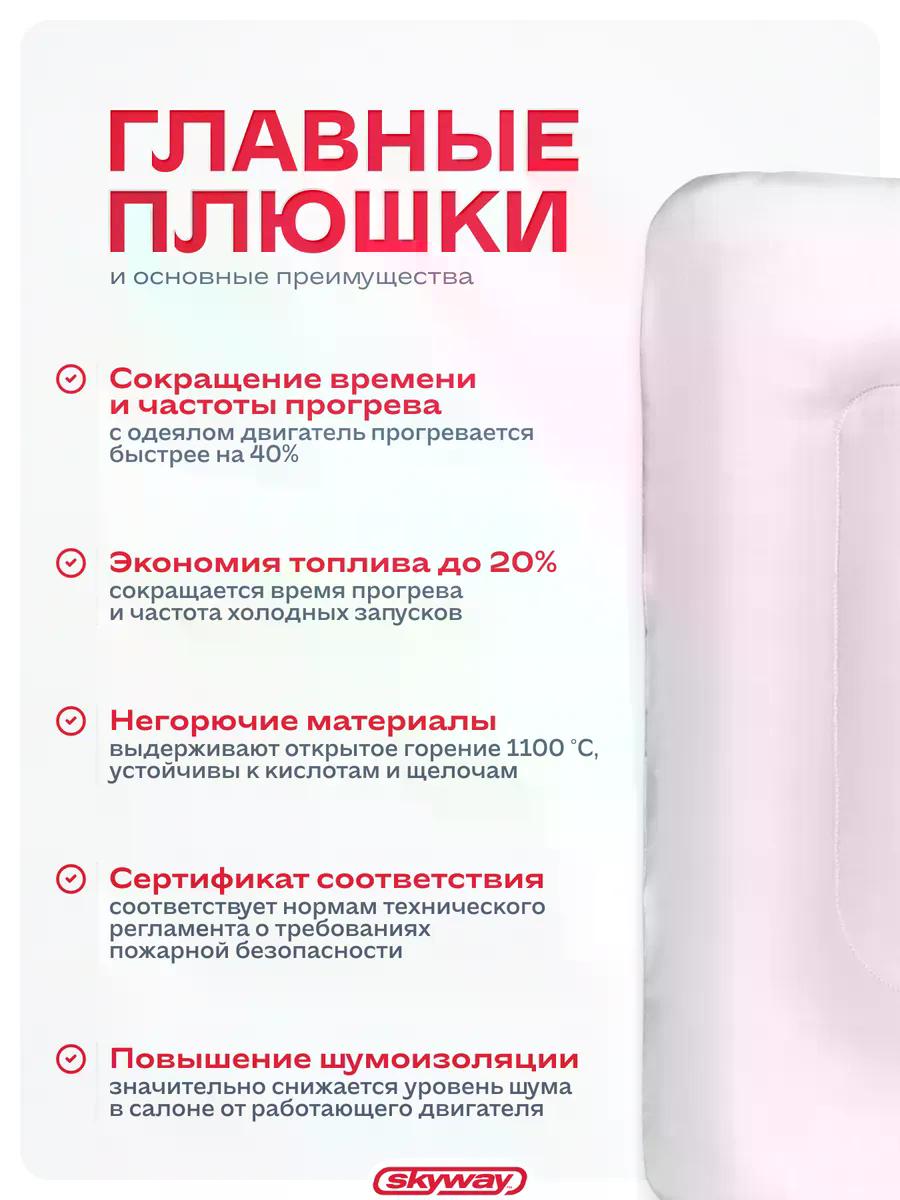 ГЛАВНЫЕ
ПЛЮШКИ
и основные преимущества
Сокращение времени
и частоты прогрева
с одеялом двигатель прогревается
быстрее на 40%
Экономия топлива до 20%
сокращается время прогрева
и частота холодных запусков
Негорючие материалы
выдерживают открытое горение 1100 °С,
устойчивы к кислотам и щелочам
Сертификат соответствия
соответствует нормам технического
регламента о требованиях
пожарной безопасности
Повышение шумоизоляции
значительно снижается уровень шума
в салоне от работающего двигателя
skyway